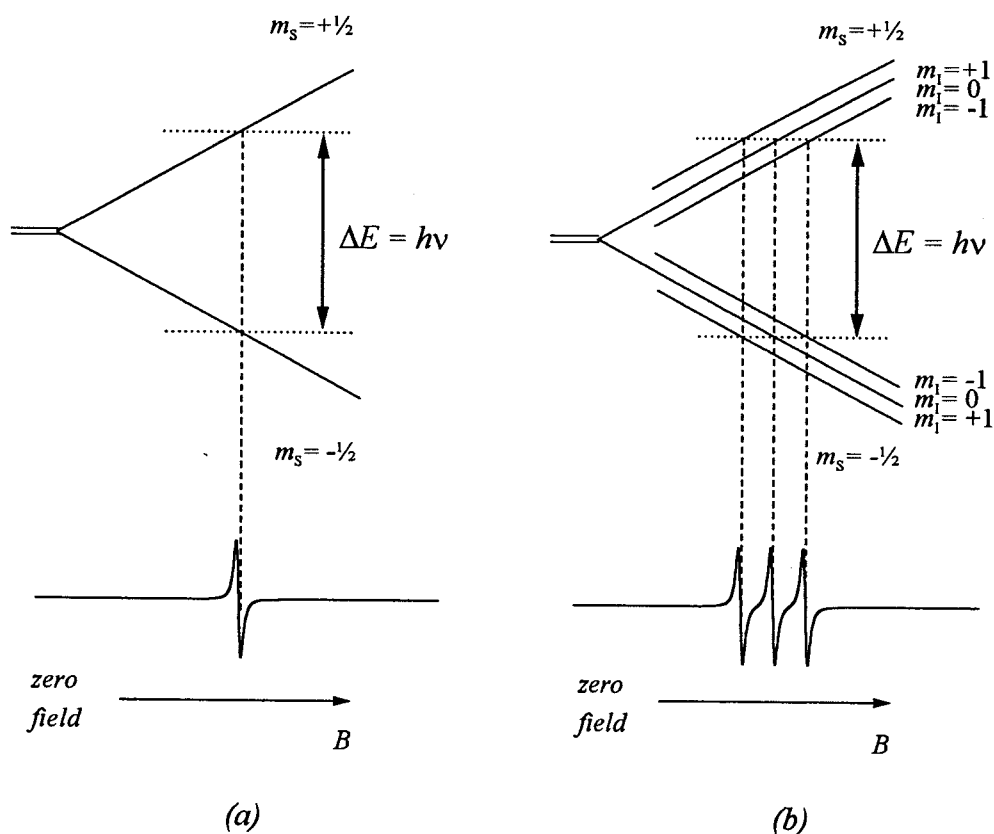 m_S = +½
ΔE = hν
m_S = -½
zero
field
B
(a)
m_S = +½
m_I = +1
m_I = 0
m_I = -1
ΔE = hν
m_I = -1
m_I = 0
m_I = +1
m_S = -½
zero
field
B
(b)